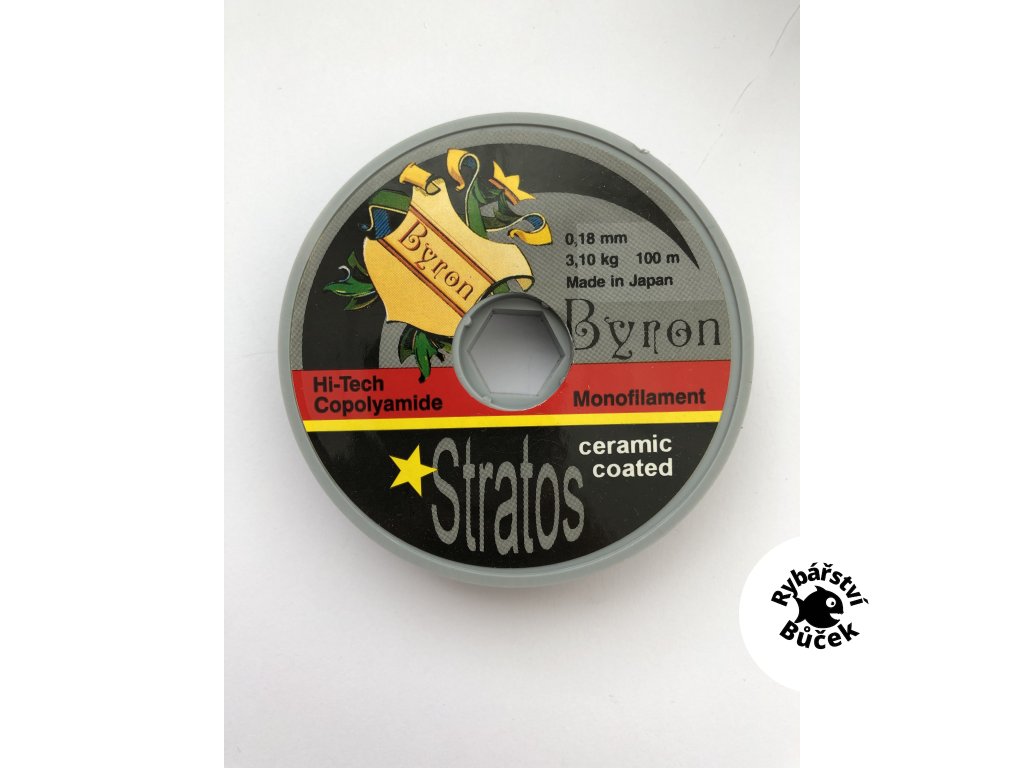 Byron
0,18 mm
3,10 kg 100 m
Made in Japan
Byron
Hi-Tech
Copolyamide
Monofilament
Stratos
ceramic
coated
Rybářství
Bůček